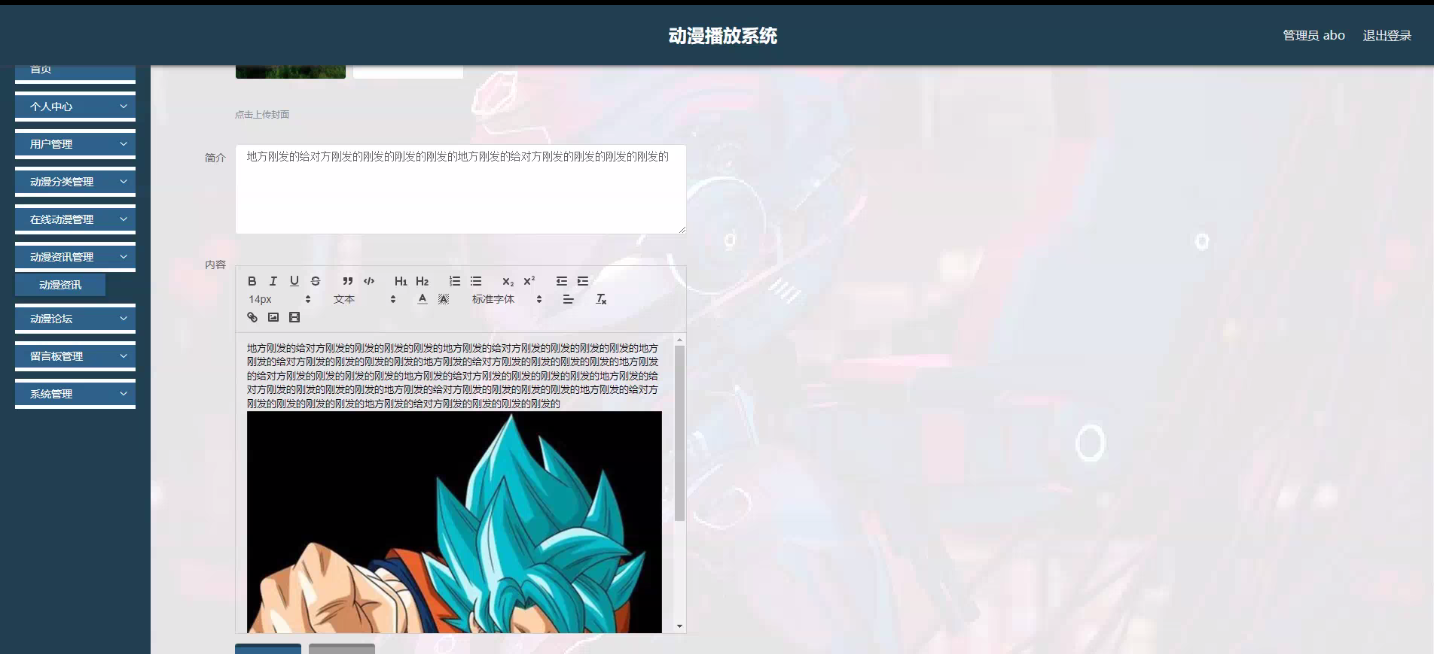 动漫播放系统
管理员 abo
退出登录
首页
个人中心
用户管理
动漫分类管理
在线动漫管理
动漫资讯管理
动漫资讯
动漫论坛
留言板管理
系统管理
点击上传封面
简介
地方刚发的给对方刚发的刚发的刚发的刚发的地方刚发的给对方刚发的刚发的刚发的刚发的
内容
B I U S ” </> H1 H2 X₂ X²
14px 文本 A A 标准字体 Tx
地方刚发的给对方刚发的刚发的刚发的刚发的地方刚发的给对方刚发的刚发的刚发的刚发的地方
刚发的给对方刚发的刚发的刚发的刚发的地方刚发的给对方刚发的刚发的刚发的刚发的地方刚发
的给对方刚发的刚发的刚发的刚发的地方刚发的给对方刚发的刚发的刚发的刚发的地方刚发的给
对方刚发的刚发的刚发的刚发的地方刚发的给对方刚发的刚发的刚发的刚发的地方刚发的给对方
刚发的刚发的刚发的刚发的地方刚发的给对方刚发的刚发的刚发的刚发的